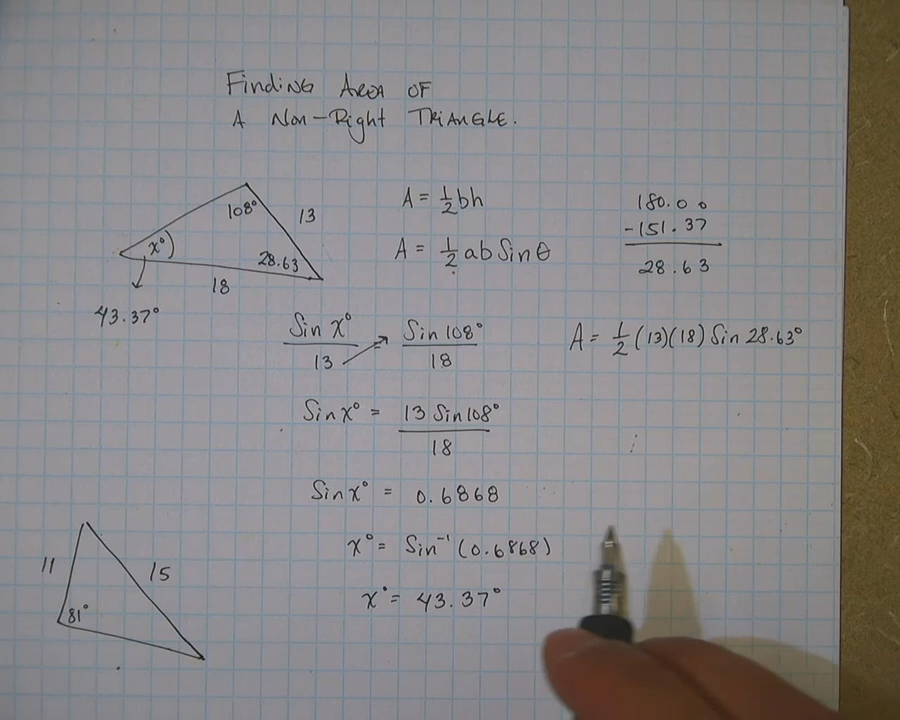 Finding Area of
A Non-Right Triangle.
108°
13
x°
28.63
18
43.37°
A = ½bh
A = ½ab Sin θ
180.00
-151.37
28.63
Sin x° / 13 = Sin 108° / 18
A = ½(13)(18) Sin 28.63°
Sin x° = 13 Sin 108° / 18
Sin x° = 0.6868
x° = Sin⁻¹(0.6868)
x° = 43.37°
11
15
81°